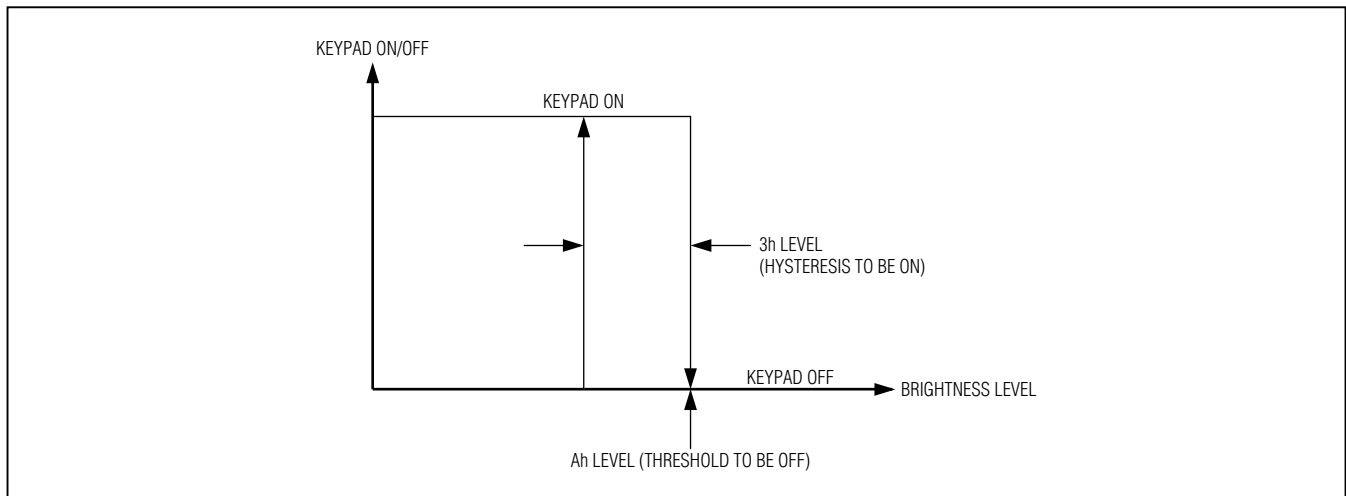 KEYPAD ON/OFF
KEYPAD ON
3h LEVEL
(HYSTERESIS TO BE ON)
KEYPAD OFF
BRIGHTNESS LEVEL
Ah LEVEL (THRESHOLD TO BE OFF)